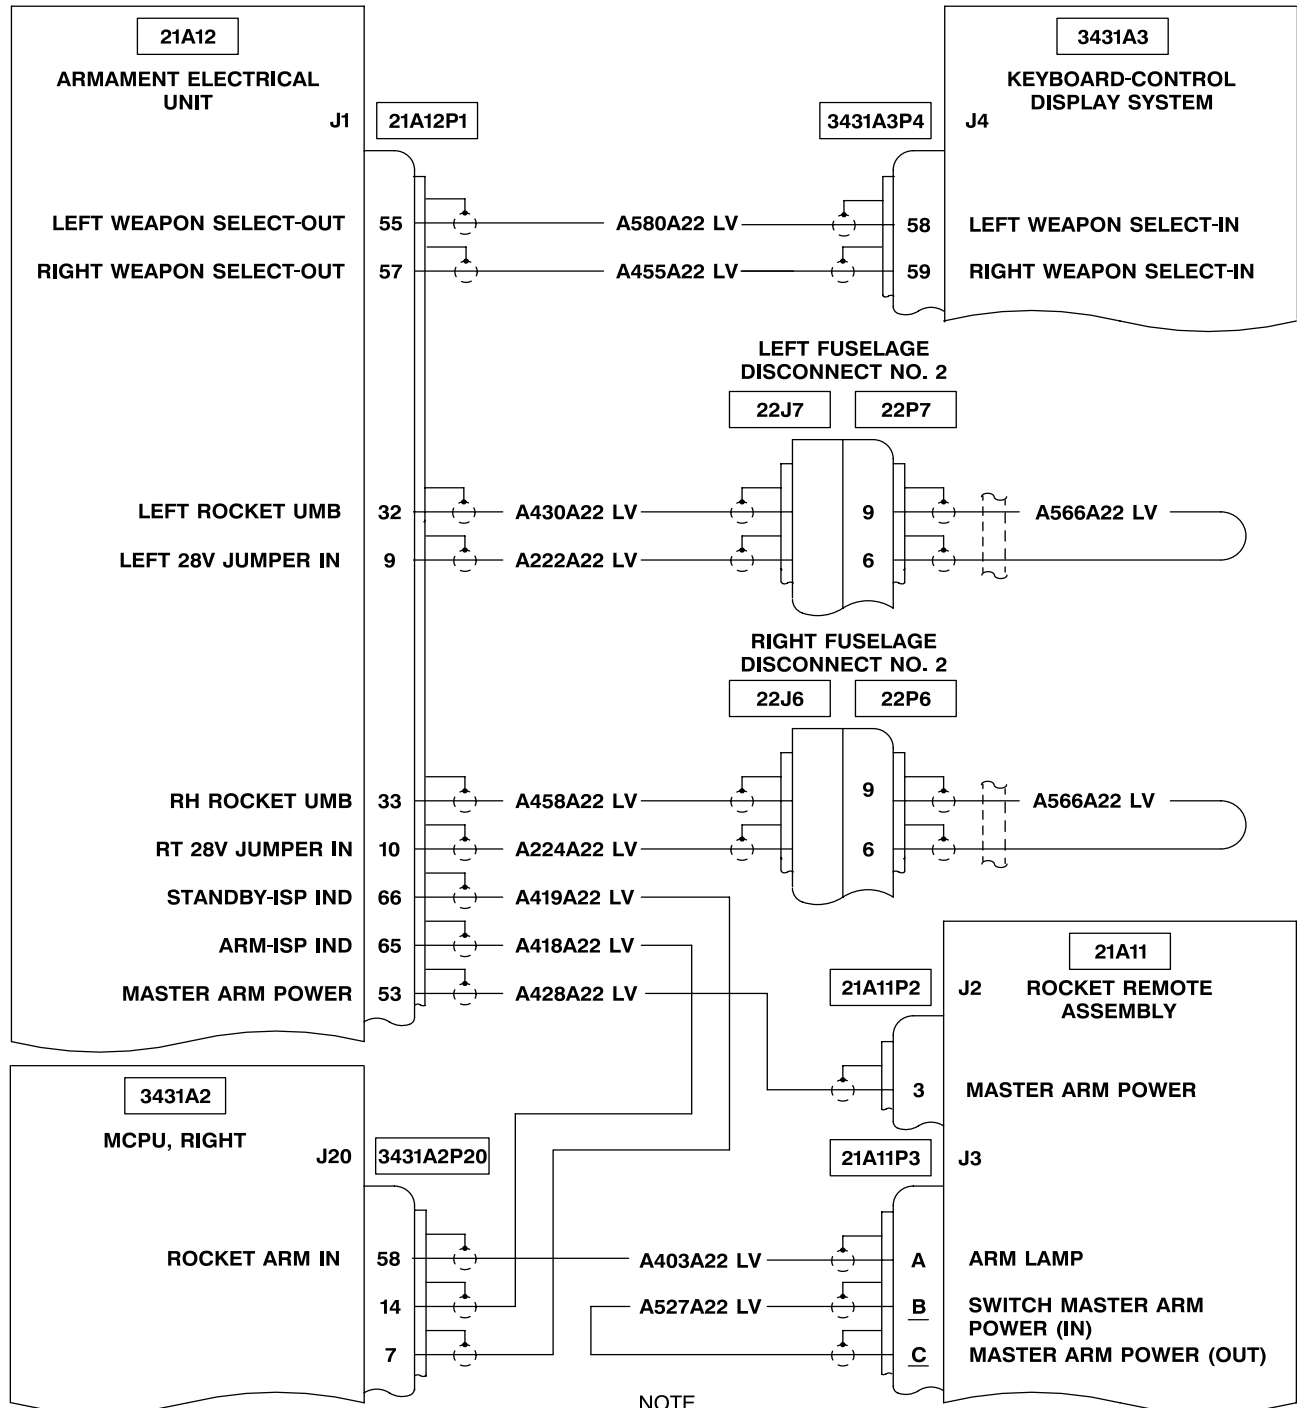 21A12
ARMAMENT ELECTRICAL
UNIT
J1
21A12P1
3431A3P4
J4
3431A3
KEYBOARD-CONTROL
DISPLAY SYSTEM
LEFT WEAPON SELECT-OUT 55 A580A22 LV 58 LEFT WEAPON SELECT-IN
RIGHT WEAPON SELECT-OUT 57 A455A22 LV 59 RIGHT WEAPON SELECT-IN
LEFT FUSELAGE
DISCONNECT NO. 2
22J7 22P7
LEFT ROCKET UMB 32 A430A22 LV 9 A566A22 LV
LEFT 28V JUMPER IN 9 A222A22 LV 6
RIGHT FUSELAGE
DISCONNECT NO. 2
22J6 22P6
RH ROCKET UMB 33 A458A22 LV 9 A566A22 LV
RT 28V JUMPER IN 10 A224A22 LV 6
STANDBY-ISP IND 66 A419A22 LV
ARM-ISP IND 65 A418A22 LV
MASTER ARM POWER 53 A428A22 LV
21A11
21A11P2 J2 ROCKET REMOTE
ASSEMBLY
3 MASTER ARM POWER
3431A2
MCPU, RIGHT
J20 3431A2P20
21A11P3 J3
ROCKET ARM IN 58 A403A22 LV A ARM LAMP
14 A527A22 LV B SWITCH MASTER ARM
POWER (IN)
7 C MASTER ARM POWER (OUT)
NOTE